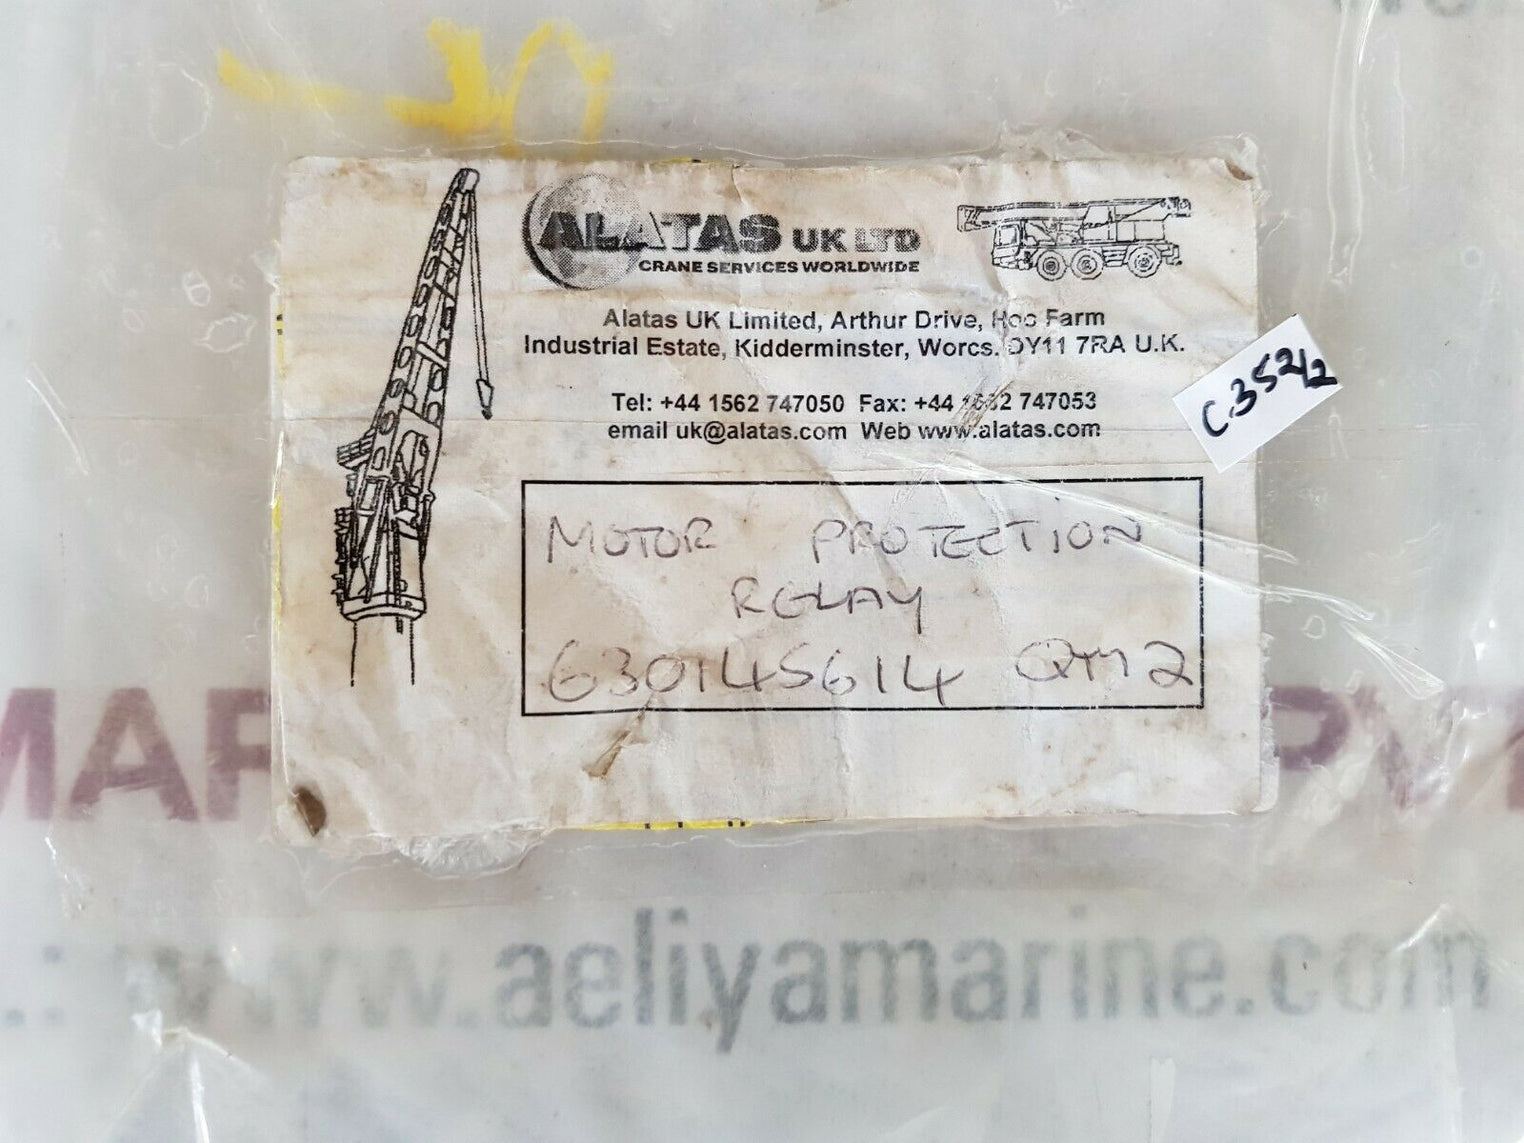 ALATAS UK LTD
CRANE SERVICES WORLDWIDE
Alatas UK Limited, Arthur Drive, Hoo Farm
Industrial Estate, Kidderminster, Worcs. DY11 7RA U.K.
Tel: +44 1562 747050 Fax: +44 1562 747053
email uk@alatas.com Web www.alatas.com
C.352/2
MOTOR PROTECTION
RELAY
630145614 QTY 2
www.aeliyamarine.com